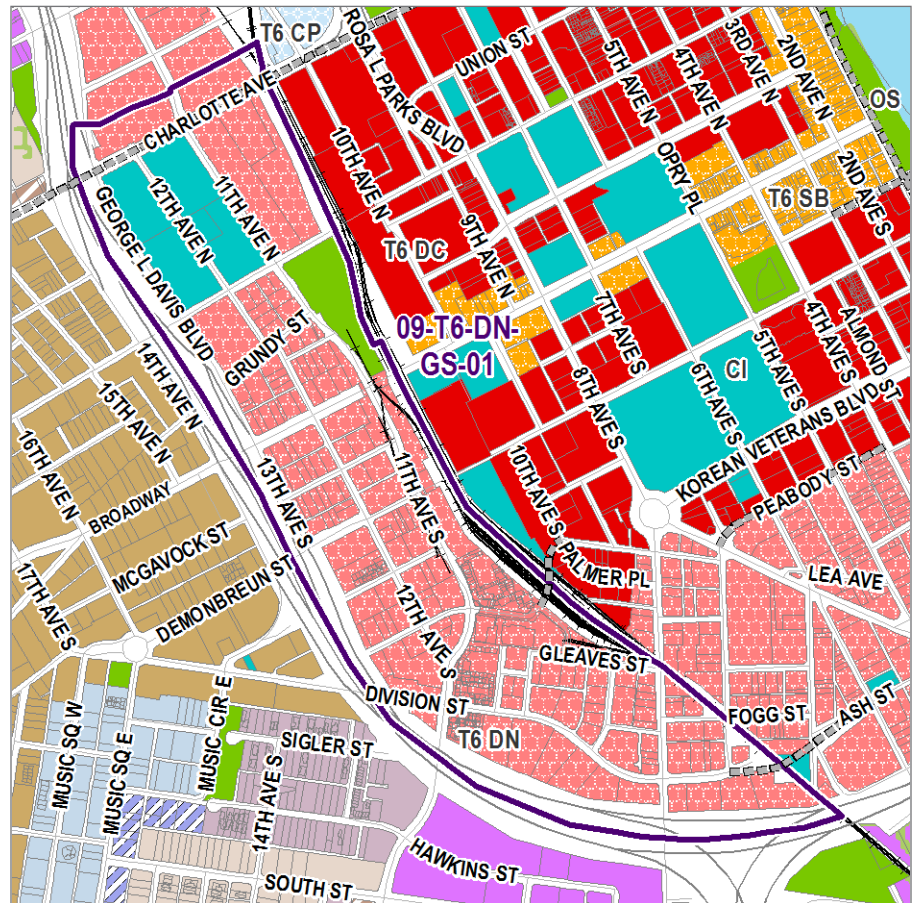 T6 CP
ROSA L PARKS BLVD
UNION ST
5TH AVE N
4TH AVE N
3RD AVE N
2ND AVE N
OS
CHARLOTTE AVE
10TH AVE N
OPRY PL
2ND AVE S
T6 SB
GEORGE L DAVIS BLVD
12TH AVE N
11TH AVE N
9TH AVE N
T6 DC
GRUNDY ST
09-T6-DN-
GS-01
7TH AVE S
8TH AVE S
CI
6TH AVE S
5TH AVE S
4TH AVE S
ALMOND ST
14TH AVE N
15TH AVE N
16TH AVE N
BROADWAY
MCGAVOCK ST
DEMONBREUN ST
17TH AVE S
13TH AVE S
11TH AVE S
10TH AVE S
KOREAN VETERANS BLVD
PEABODY ST
PALMER PL
LEA AVE
12TH AVE S
GLEAVES ST
DIVISION ST
T6 DN
FOGG ST
ASH ST
MUSIC SQ W
MUSIC SQ E
MUSIC CIR E
SIGLER ST
14TH AVE S
HAWKINS ST
SOUTH ST